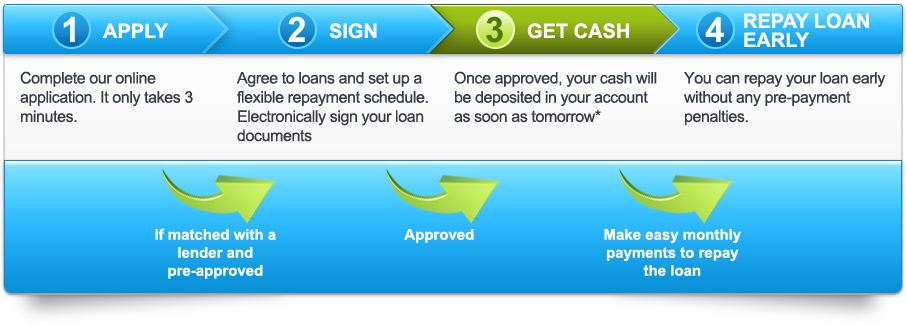 1 APPLY
2 SIGN
3 GET CASH
4 REPAY LOAN
EARLY
Complete our online
application. It only takes 3
minutes.
Agree to loans and set up a
flexible repayment schedule.
Electronically sign your loan
documents
Once approved, your cash will
be deposited in your account
as soon as tomorrow*
You can repay your loan early
without any pre-payment
penalties.
If matched with a
lender and
pre-approved
Approved
Make easy monthly
payments to repay
the loan